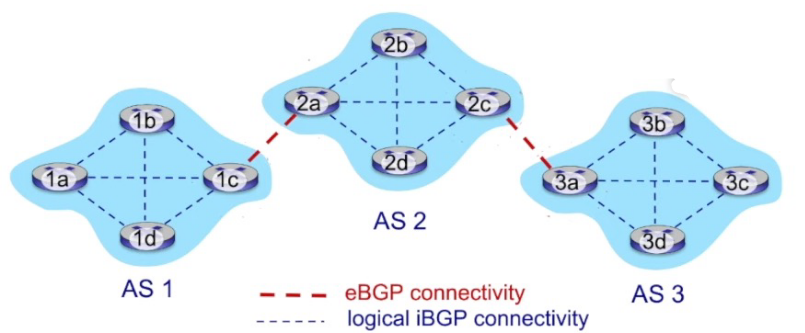 2b
2a
2c
2d
1b
1a
1c
1d
3b
3a
3c
3d
AS 2
AS 1
AS 3
eBGP connectivity
logical iBGP connectivity